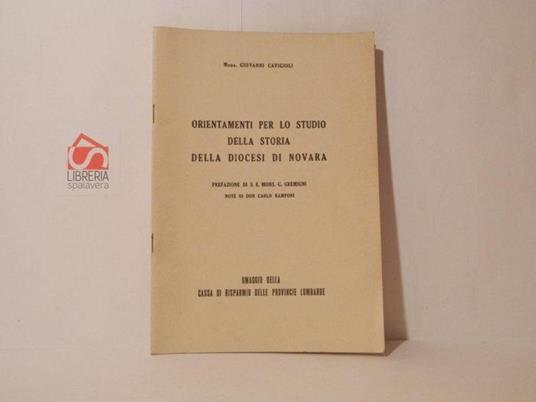 Mons. GIOVANNI CAVIGIOLI
ORIENTAMENTI PER LO STUDIO
DELLA STORIA
DELLA DIOCESI DI NOVARA
PREFAZIONE DI S. E. MONS. G. GREMIGNI
NOTE DI DON CARLO RAMPONI
OMAGGIO DELLA
CASSA DI RISPARMIO DELLE PROVINCIE LOMBARDE
LIBRERIA
spalavera